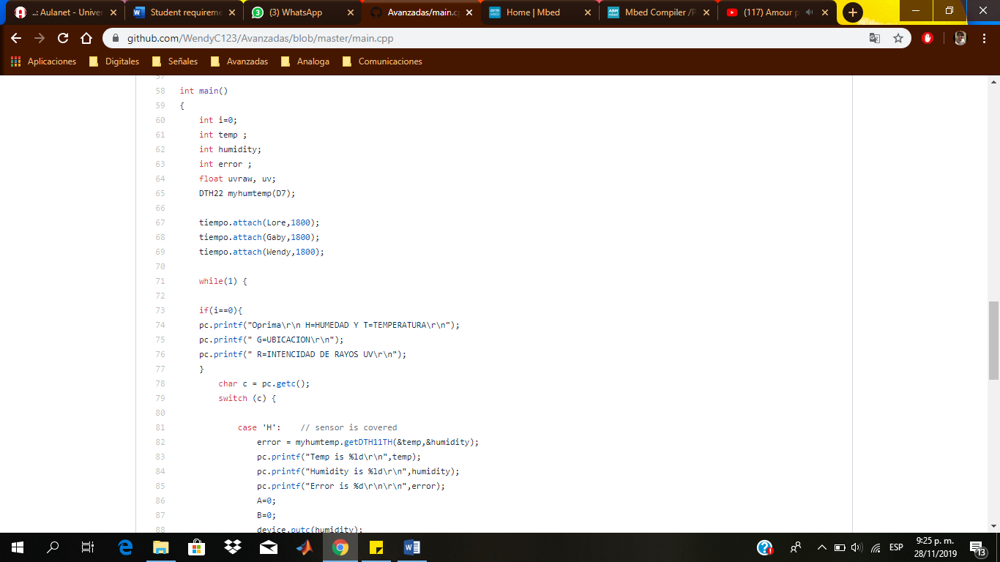 ..: Aulanet - Univer
Student requireme
(3) WhatsApp
Avanzadas/main.c
Home | Mbed
Mbed Compiler /P
(117) Amour p
github.com/WendyC123/Avanzadas/blob/master/main.cpp
Aplicaciones
Digitales
Señales
Avanzadas
Analoga
Comunicaciones
57
58 int main()
59 {
60 int i=0;
61 int temp ;
62 int humidity;
63 int error ;
64 float uvraw, uv;
65 DTH22 myhumtemp(D7);
66
67 tiempo.attach(Lore,1800);
68 tiempo.attach(Gaby,1800);
69 tiempo.attach(Wendy,1800);
70
71 while(1) {
72
73 if(i==0){
74 pc.printf("Oprima\r\n H=HUMEDAD Y T=TEMPERATURA\r\n");
75 pc.printf(" G=UBICACION\r\n");
76 pc.printf(" R=INTENCIDAD DE RAYOS UV\r\n");
77 }
78 char c = pc.getc();
79 switch (c) {
80
81 case 'H': // sensor is covered
82 error = myhumtemp.getDTH11TH(&temp,&humidity);
83 pc.printf("Temp is %ld\r\n",temp);
84 pc.printf("Humidity is %ld\r\n",humidity);
85 pc.printf("Error is %d\r\n\r\n",error);
86 A=0;
87 B=0;
88 device.putc(humidity);
ESP
9:25 p. m.
28/11/2019
13